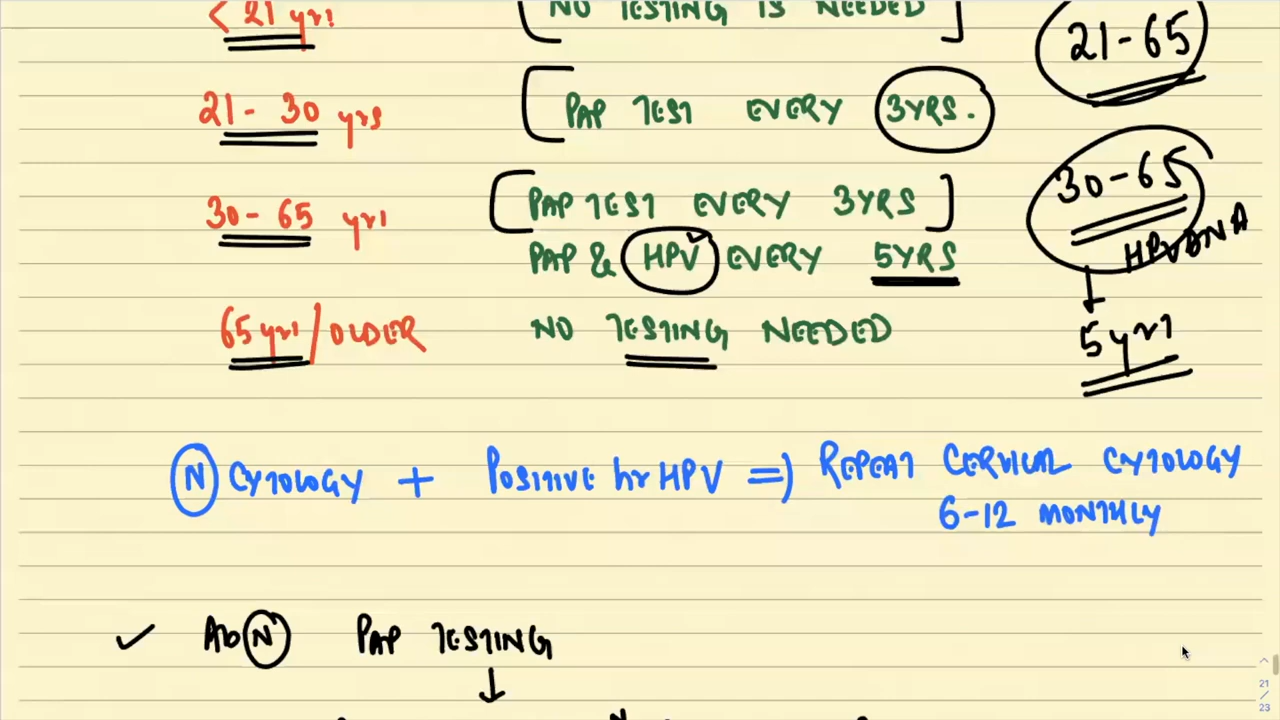 < 21 yrs [ NO TESTING IS NEEDED ]
21-65
21 - 30 yrs [ PAP TEST EVERY 3YRS.
30-65 yrs [ PAP TEST EVERY 3YRS ]
30-65
HPV DNA
PAP & HPV EVERY 5YRS
5 yrs
65 yrs/OLDER NO TESTING NEEDED
N CYTOLOGY + POSITIVE hr HPV => REPEAT CERVICAL CYTOLOGY
6-12 MONTHLY
✓ Ab N PAP TESTING
↓
21
/
23